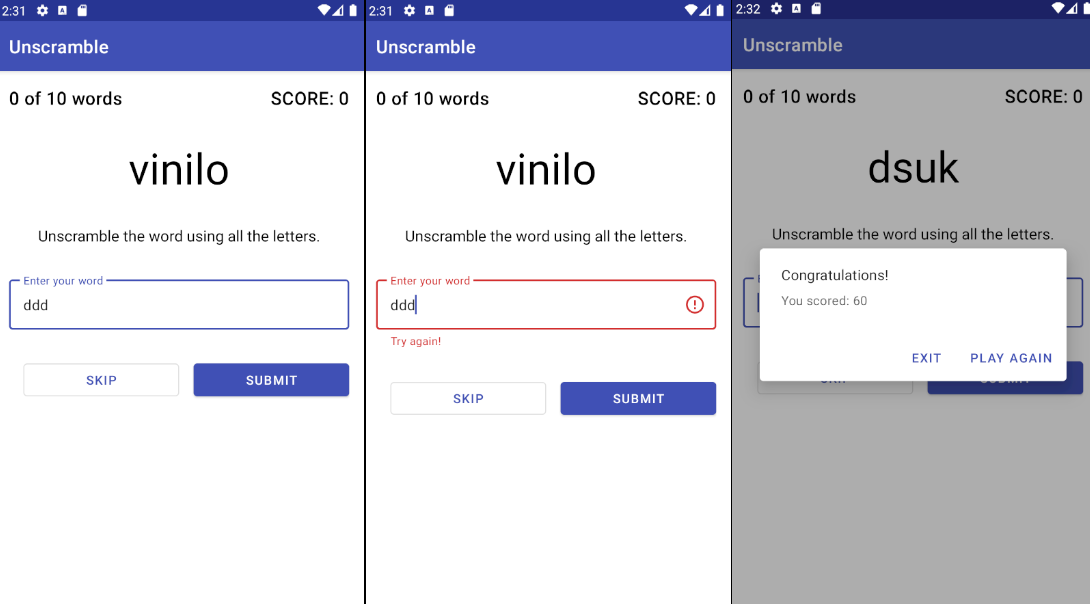 2:31
Unscramble
0 of 10 words SCORE: 0
vinilo
Unscramble the word using all the letters.
Enter your word
ddd
SKIP SUBMIT
2:31
Unscramble
0 of 10 words SCORE: 0
vinilo
Unscramble the word using all the letters.
Enter your word
ddd
Try again!
SKIP SUBMIT
2:32
Unscramble
0 of 10 words SCORE: 0
dsuk
Unscramble the word using all the letters.
Congratulations!
You scored: 60
EXIT PLAY AGAIN